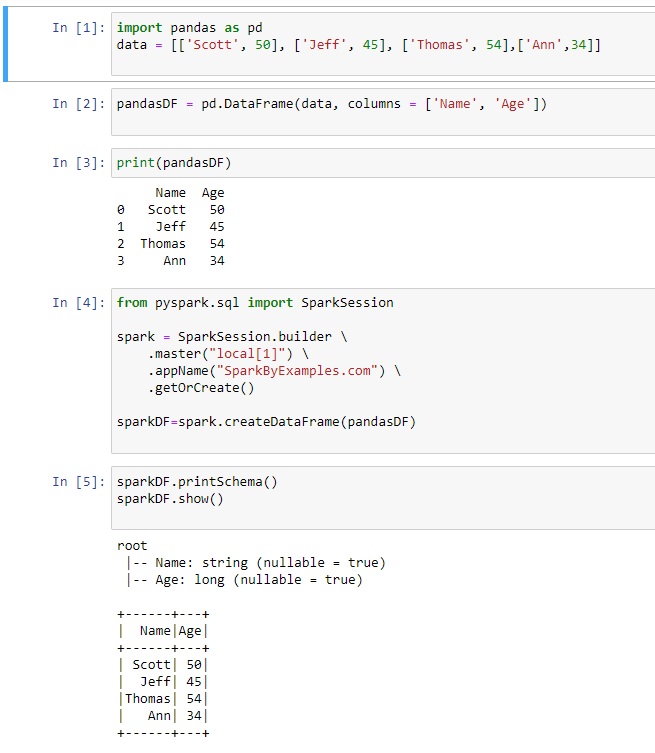 In [1]: import pandas as pd
data = [['Scott', 50], ['Jeff', 45], ['Thomas', 54],['Ann',34]]
In [2]: pandasDF = pd.DataFrame(data, columns = ['Name', 'Age'])
In [3]: print(pandasDF)
     Name  Age
0   Scott   50
1    Jeff   45
2  Thomas   54
3     Ann   34
In [4]: from pyspark.sql import SparkSession
spark = SparkSession.builder \
    .master("local[1]") \
    .appName("SparkByExamples.com") \
    .getOrCreate()
sparkDF=spark.createDataFrame(pandasDF)
In [5]: sparkDF.printSchema()
sparkDF.show()
root
 |-- Name: string (nullable = true)
 |-- Age: long (nullable = true)
+------+---+
|  Name|Age|
+------+---+
| Scott| 50|
|  Jeff| 45|
|Thomas| 54|
|   Ann| 34|
+------+---+